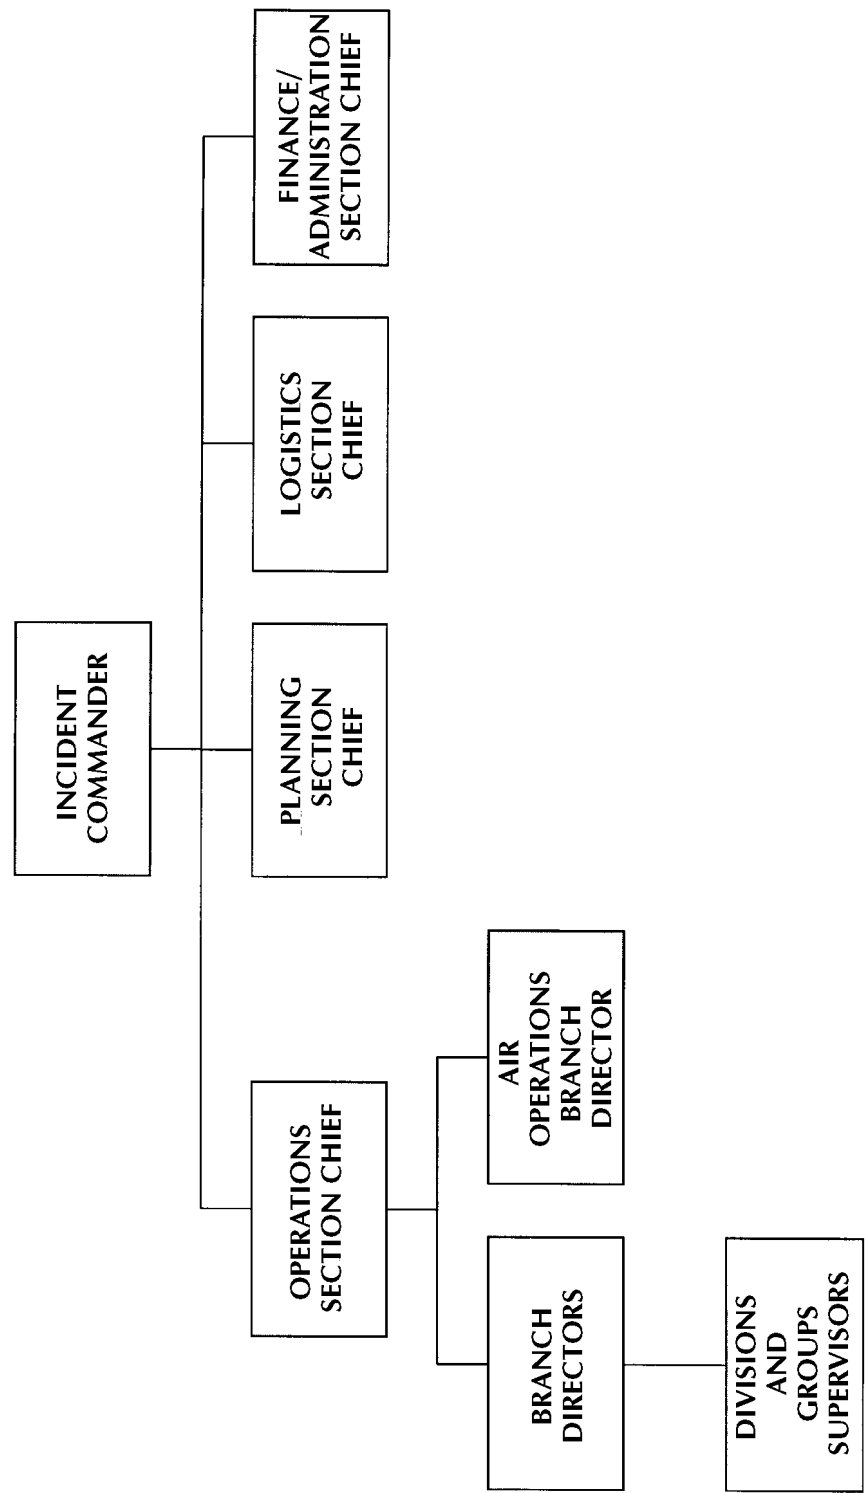 INCIDENT
COMMANDER
OPERATIONS
SECTION CHIEF
PLANNING
SECTION
CHIEF
LOGISTICS
SECTION
CHIEF
FINANCE/
ADMINISTRATION
SECTION CHIEF
BRANCH
DIRECTORS
AIR
OPERATIONS
BRANCH
DIRECTOR
DIVISIONS
AND
GROUPS
SUPERVISORS